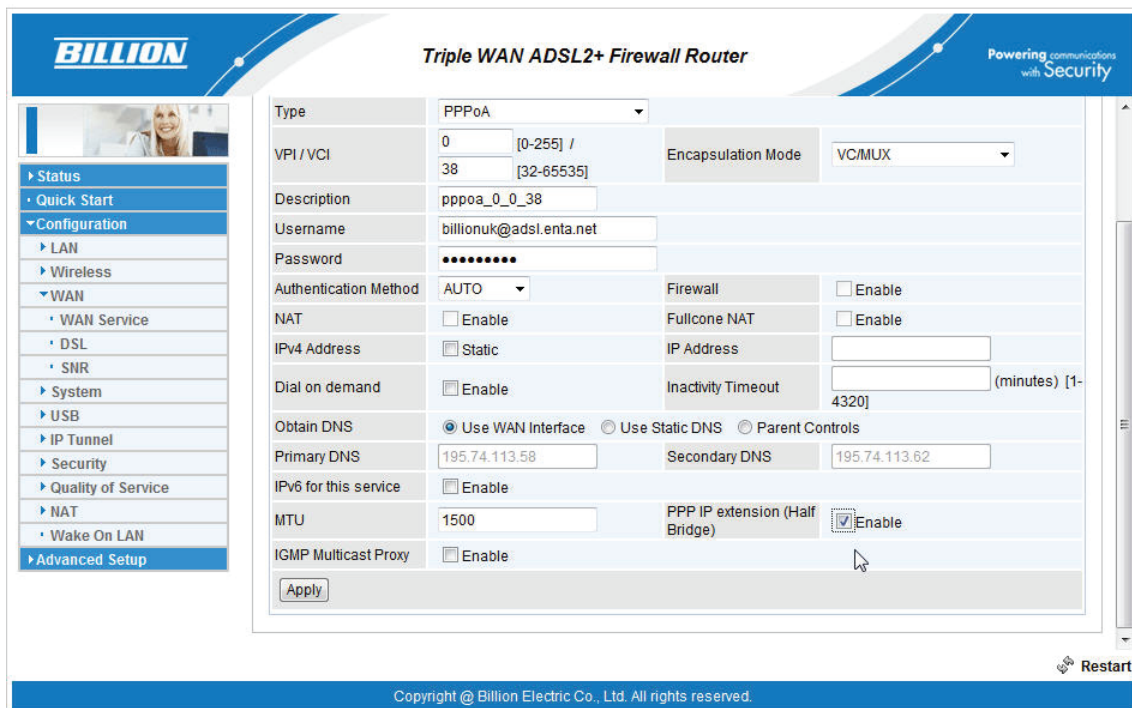 BILLION
Triple WAN ADSL2+ Firewall Router
Powering communications
with Security
Status
Quick Start
Configuration
LAN
Wireless
WAN
WAN Service
DSL
SNR
System
USB
IP Tunnel
Security
Quality of Service
NAT
Wake On LAN
Advanced Setup
Type PPPoA
VPI / VCI 0 [0-255] / Encapsulation Mode VC/MUX
38 [32-65535]
Description pppoa_0_0_38
Username billionuk@adsl.enta.net
Password •••••••••
Authentication Method AUTO Firewall Enable
NAT Enable Fullcone NAT Enable
IPv4 Address Static IP Address
Dial on demand Enable Inactivity Timeout (minutes) [1-
4320]
Obtain DNS Use WAN Interface Use Static DNS Parent Controls
Primary DNS 195.74.113.58 Secondary DNS 195.74.113.62
IPv6 for this service Enable
MTU 1500 PPP IP extension (Half
Bridge) Enable
IGMP Multicast Proxy Enable
Apply
Restart
Copyright @ Billion Electric Co., Ltd. All rights reserved.